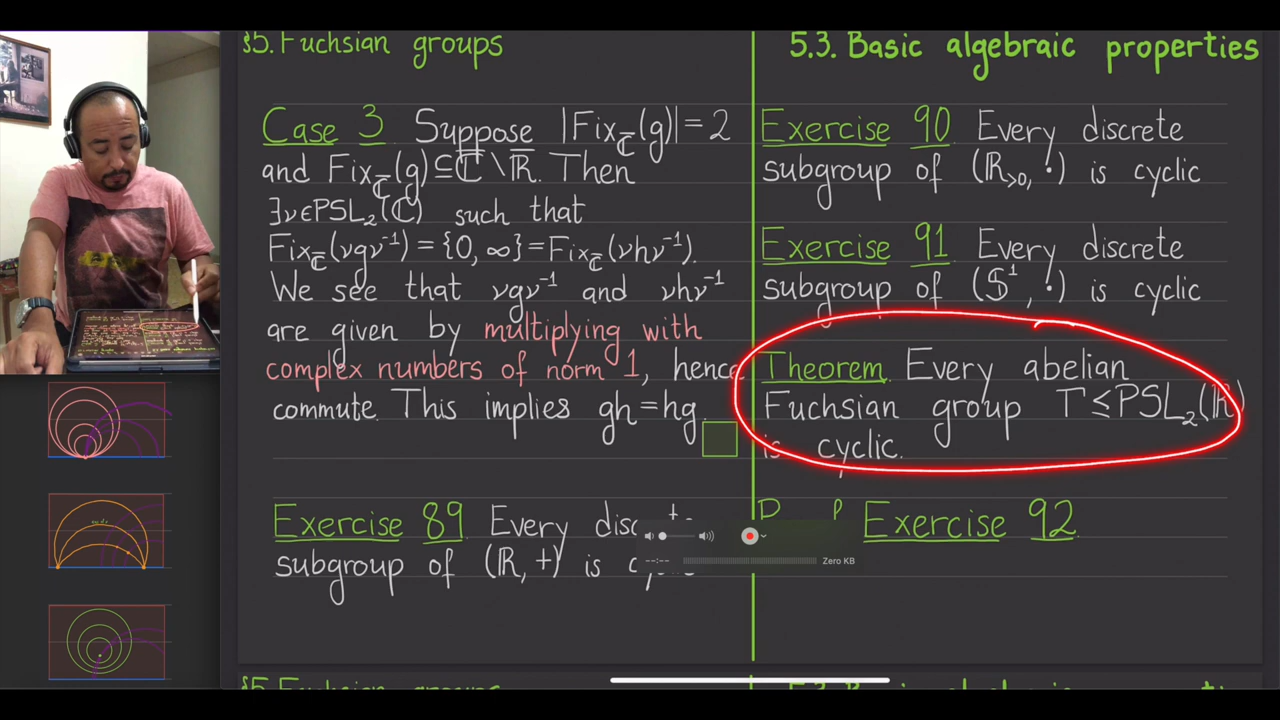 §5. Fuchsian groups
Case 3 Suppose |Fix_ℂ̅(g)|=2
and Fix_ℂ̅(g)⊆ℂ\ℝ. Then
∃ν∈PSL₂(ℂ) such that
Fix_ℂ̅(νgν⁻¹) = {0, ∞} = Fix_ℂ̅(νhν⁻¹).
We see that νgν⁻¹ and νhν⁻¹
are given by multiplying with
complex numbers of norm 1, hence
commute. This implies gh=hg.
Exercise 89 Every
subgroup of (ℝ, +) is
5.3. Basic algebraic properties
Exercise 90 Every discrete
subgroup of (ℝ>0, ·) is cyclic
Exercise 91 Every discrete
subgroup of (𝕊¹, ·) is cyclic
Theorem. Every abelian
Fuchsian group Γ≤PSL₂(ℝ)
is cyclic.
Exercise 92.
--:--
Zero KB